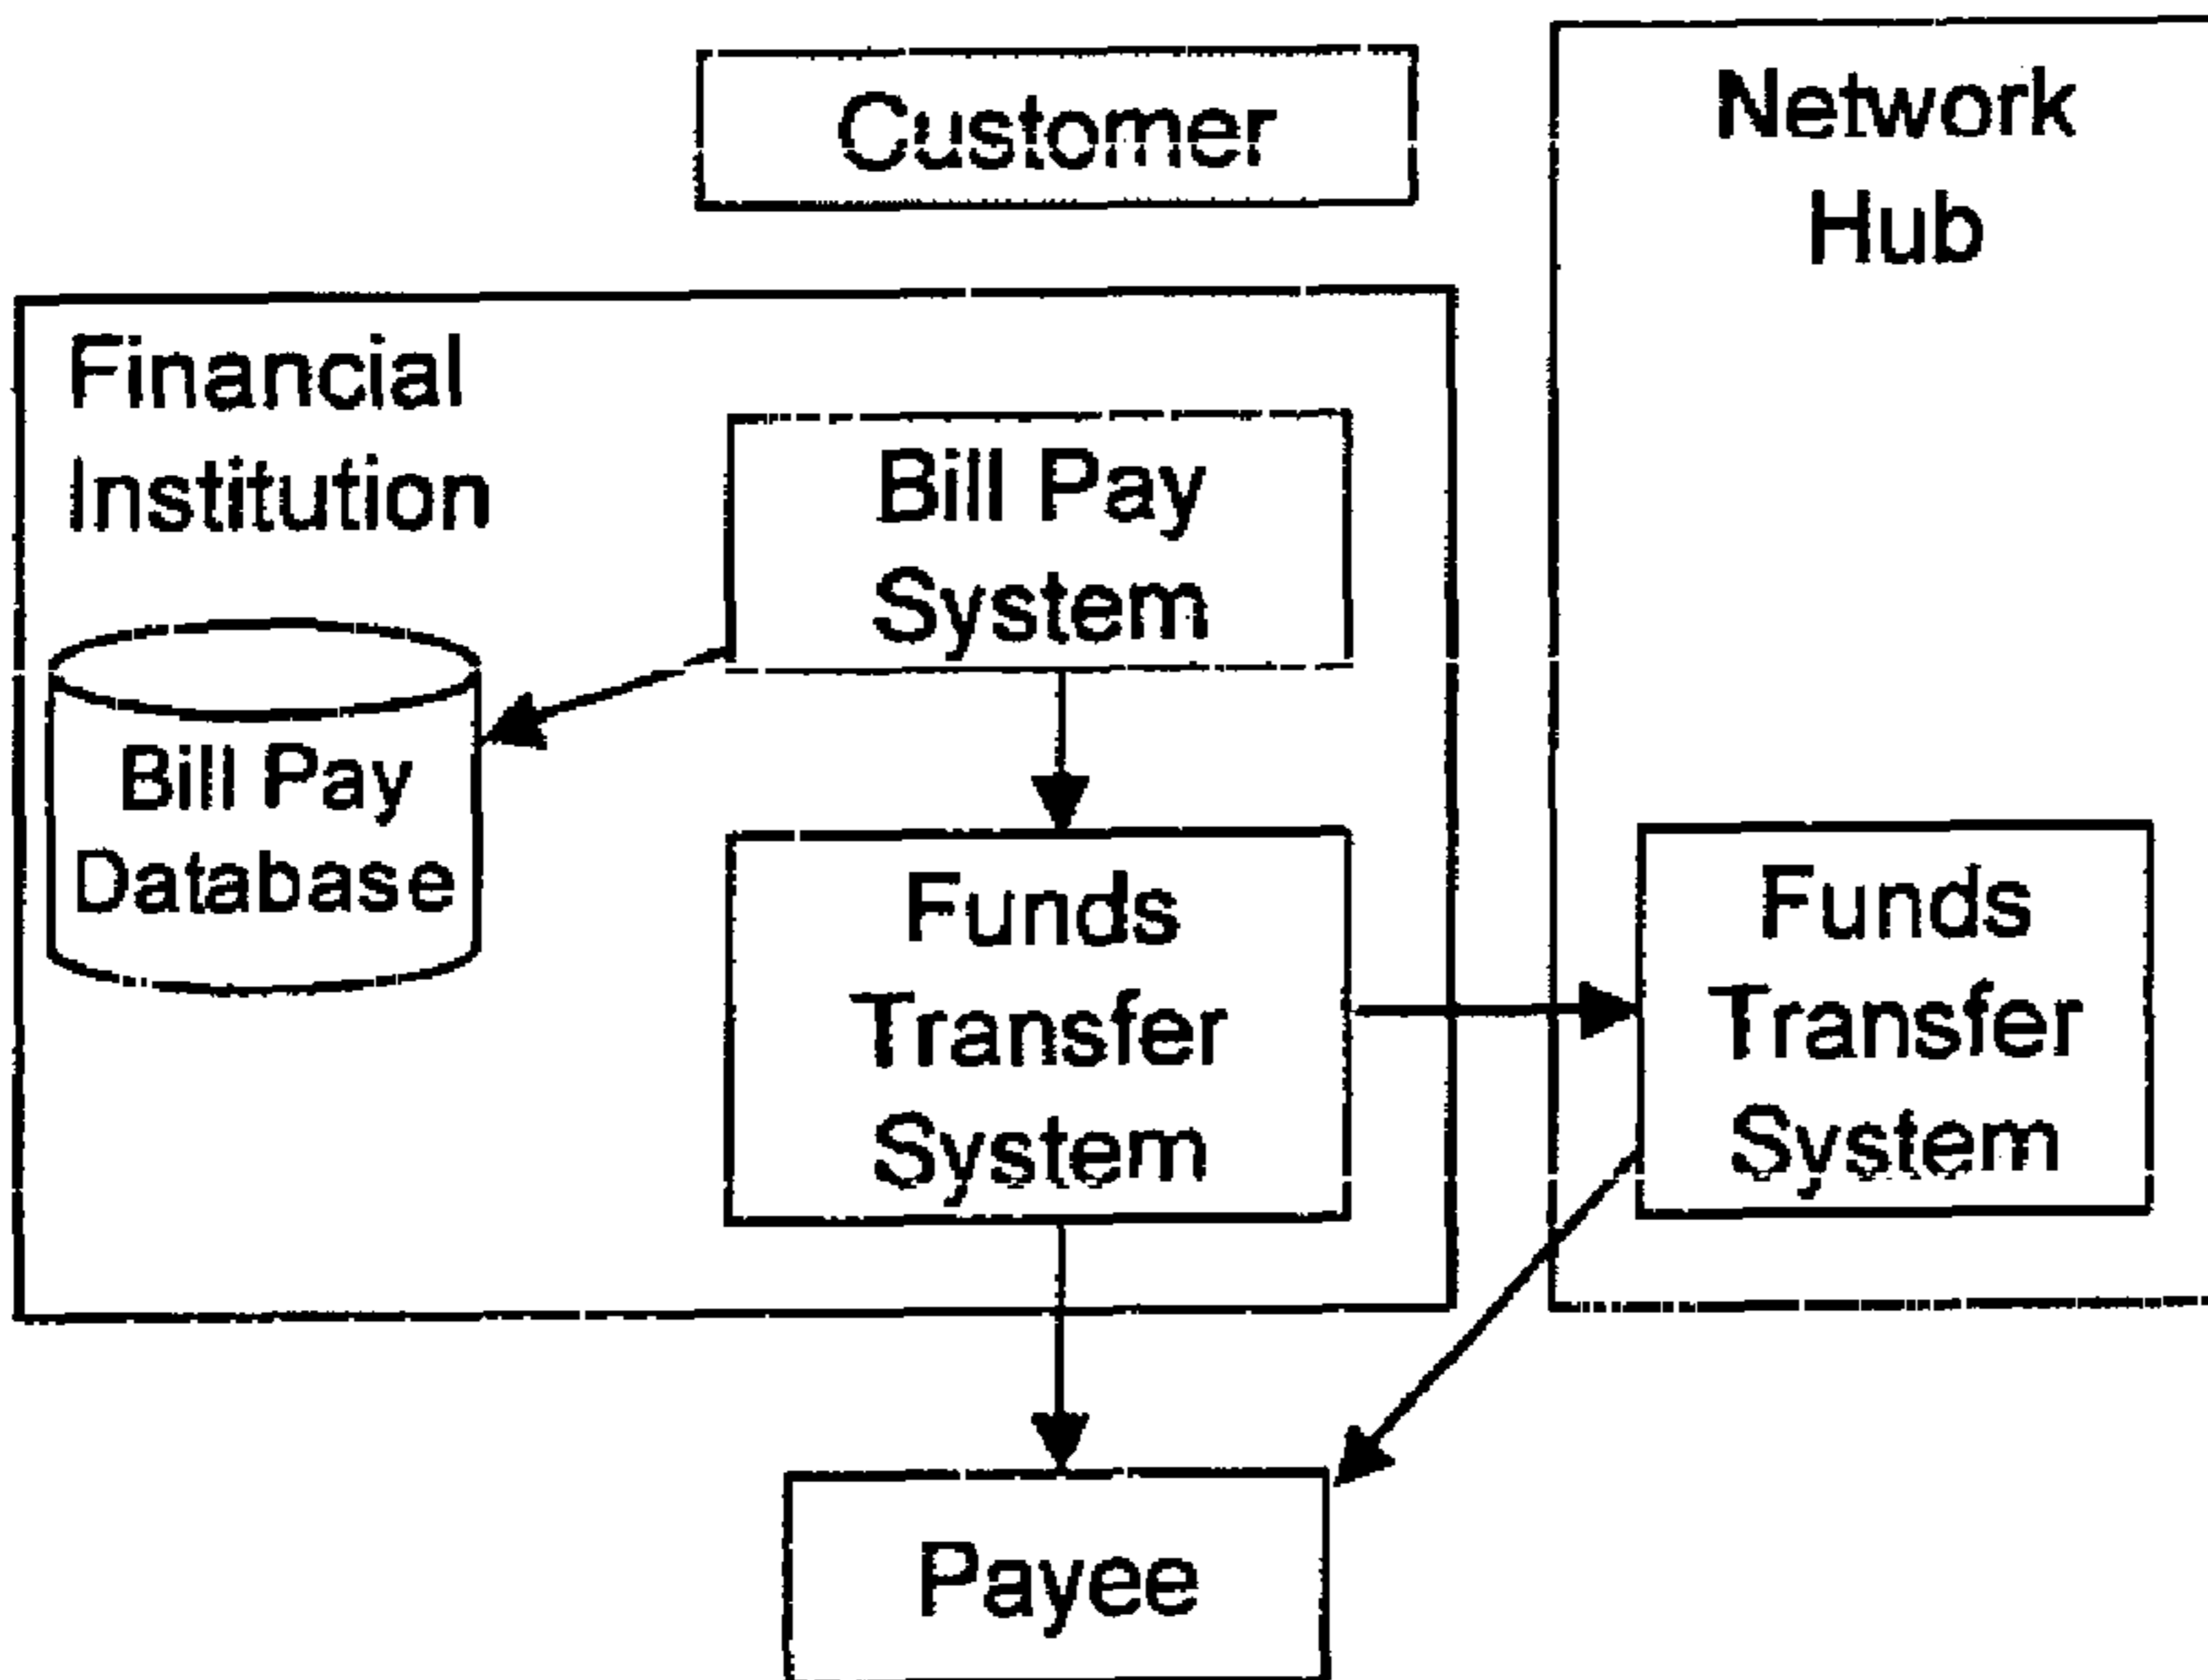 Customer
Network
Hub
Financial
Institution
Bill Pay
System
Bill Pay
Database
Funds
Transfer
System
Funds
Transfer
System
Payee